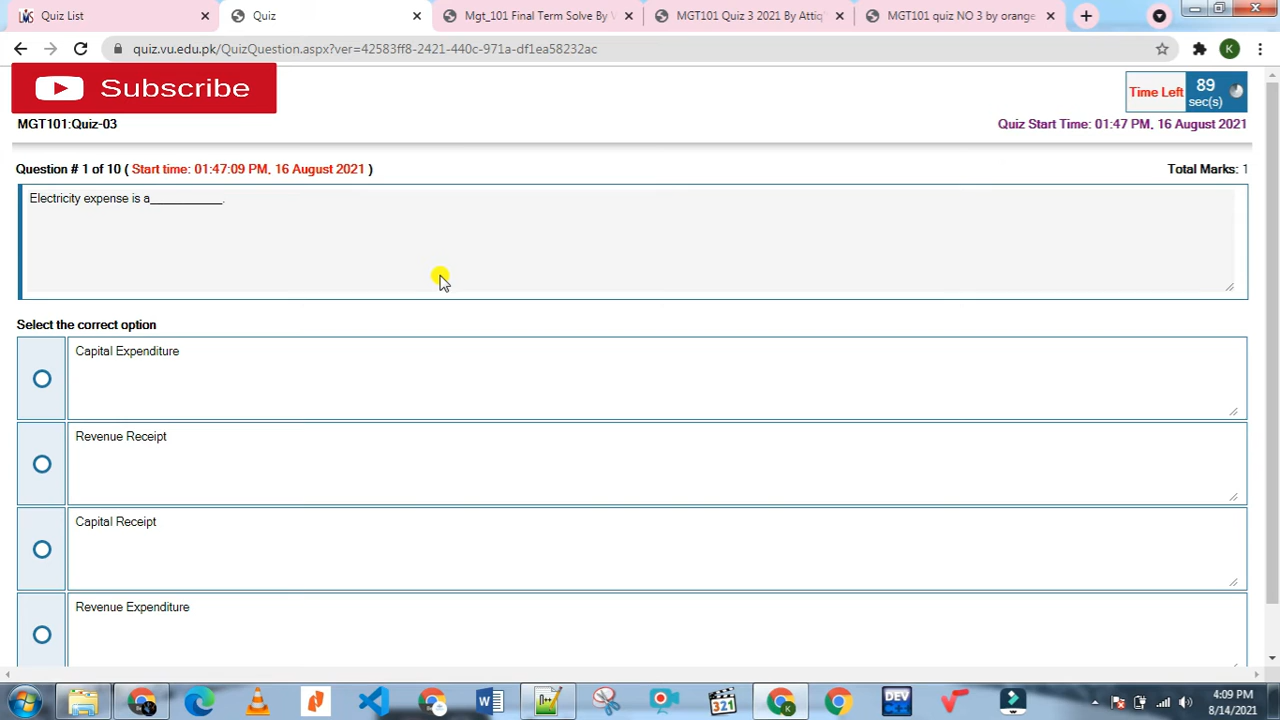 Quiz List
Quiz
Mgt_101 Final Term Solve By V
MGT101 Quiz 3 2021 By Attiq
MGT101 quiz NO 3 by orange
quiz.vu.edu.pk/QuizQuestion.aspx?ver=42583ff8-2421-440c-971a-df1ea58232ac
K
Subscribe
Time Left
89
sec(s)
MGT101:Quiz-03
Quiz Start Time: 01:47 PM, 16 August 2021
Question # 1 of 10 ( Start time: 01:47:09 PM, 16 August 2021 )
Total Marks: 1
Electricity expense is a____________.
Select the correct option
Capital Expenditure
Revenue Receipt
Capital Receipt
Revenue Expenditure
321
DEV
C++
4:09 PM
8/14/2021